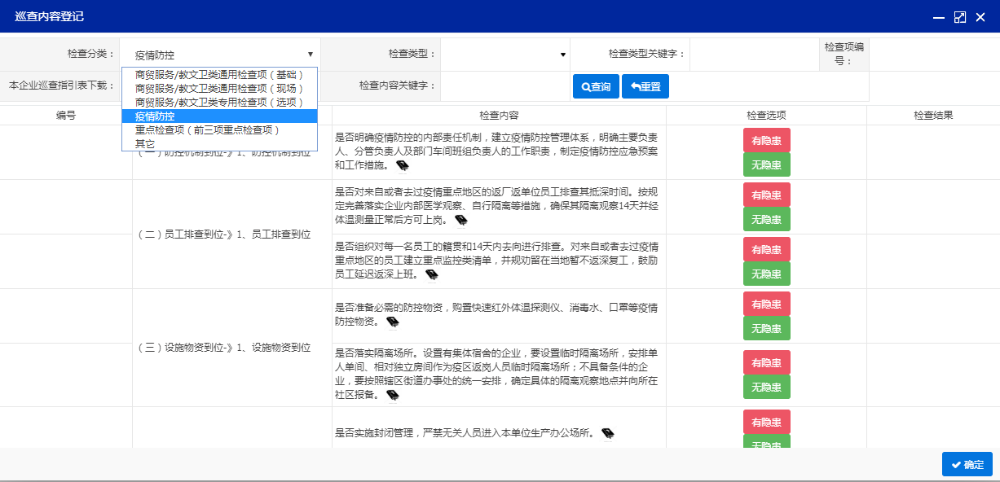 巡查内容登记
检查分类：
疫情防控
检查类型：
检查类型关键字：
检查项编
号：
本企业巡查指引表下载：
检查内容关键字：
查询
重置
商贸服务/教文卫类通用检查项（基础）
商贸服务/教文卫类通用检查项（现场）
商贸服务/教文卫类专用检查项（选项）
疫情防控
重点检查项（前三项重点检查项）
其它
编号
检查内容
检查选项
检查结果
（一）防控机制到位-》1、防控机制到位
是否明确疫情防控的内部责任机制，建立疫情防控管理体系，明确主要负责
人、分管负责人及部门车间班组负责人的工作职责，制定疫情防控应急预案
和工作措施。
有隐患
无隐患
（二）员工排查到位-》1、员工排查到位
是否对来自或者去过疫情重点地区的返厂返单位员工排查其抵深时间。按规
定完善落实企业内部医学观察、自行隔离等措施，确保其隔离观察14天并经
体温测量正常后方可上岗。
有隐患
无隐患
是否组织对每一名员工的籍贯和14天内去向进行排查。对来自或者去过疫情
重点地区的员工建立重点监控类清单，并规劝留在当地暂不返深复工，鼓励
员工延迟返深上班。
有隐患
无隐患
（三）设施物资到位-》1、设施物资到位
是否准备必需的防控物资，购置快速红外体温探测仪、消毒水、口罩等疫情
防控物资。
有隐患
无隐患
是否落实隔离场所。设置有集体宿舍的企业，要设置临时隔离场所，安排单
人单间、相对独立房间作为疫区返岗人员临时隔离场所；不具备条件的企
业，要按照辖区街道办事处的统一安排，确定具体的隔离观察地点并向所在
社区报备。
有隐患
无隐患
是否实施封闭管理，严禁无关人员进入本单位生产办公场所。
有隐患
无隐患
确定